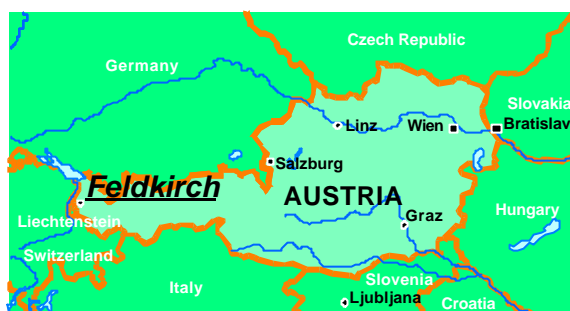 Czech Republic
Germany
Slovakia
Linz
Wien
Bratislav
Salzburg
Feldkirch
AUSTRIA
Liechtenstein
Graz
Hungary
Switzerland
Italy
Slovenia
Ljubljana
Croatia